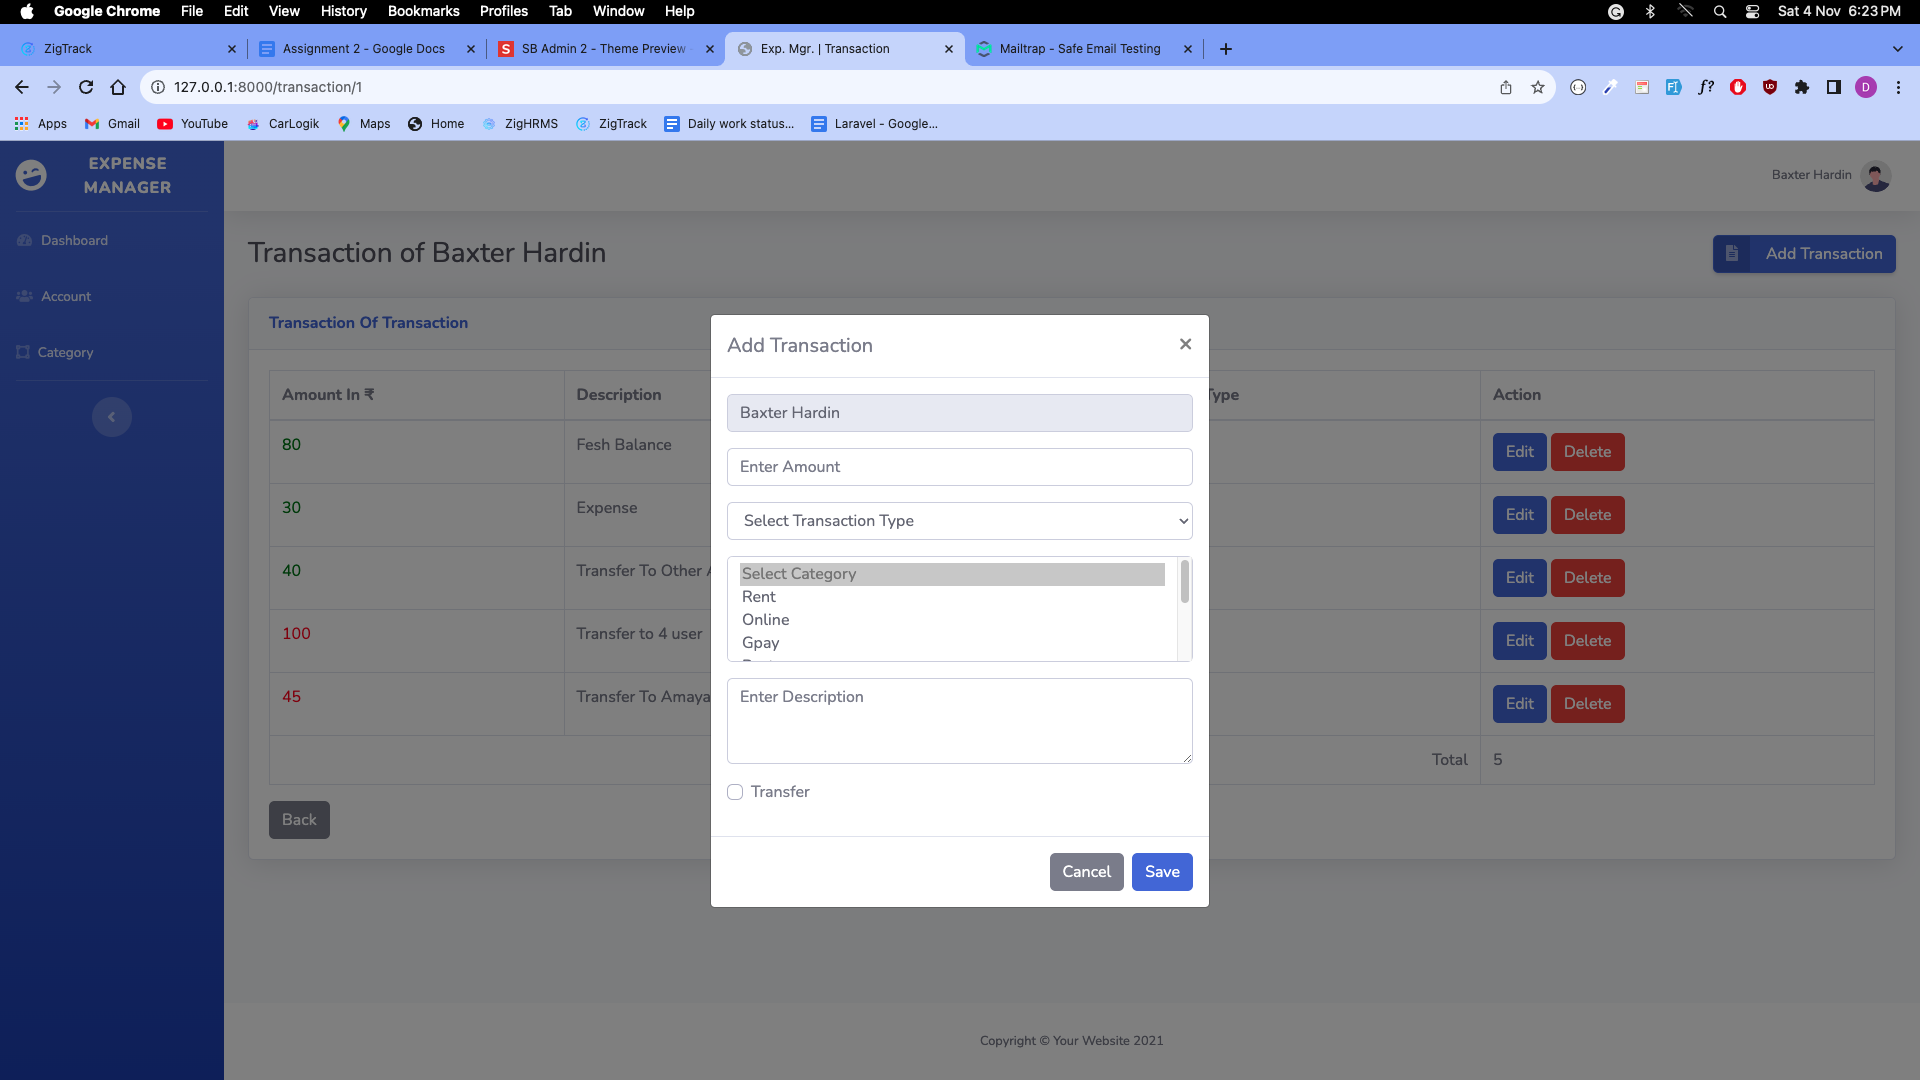 Google Chrome File Edit View History Bookmarks Profiles Tab Window Help Sat 4 Nov 6:23 PM
ZigTrack Assignment 2 - Google Docs SB Admin 2 - Theme Preview Exp. Mgr. | Transaction Mailtrap - Safe Email Testing
127.0.0.1:8000/transaction/1 f? D
Apps Gmail YouTube CarLogik Maps Home ZigHRMS ZigTrack Daily work status... Laravel - Google...
EXPENSE
MANAGER
Baxter Hardin
Dashboard
Account
Category
Transaction of Baxter Hardin
Add Transaction
Transaction Of Transaction
Amount In ₹ Description Type Action
80 Fesh Balance Edit Delete
30 Expense Edit Delete
40 Transfer To Other Edit Delete
100 Transfer to 4 user Edit Delete
45 Transfer To Amaya Edit Delete
Total 5
Back
Add Transaction
Baxter Hardin
Enter Amount
Select Transaction Type
Select Category
Rent
Online
Gpay
Enter Description
Transfer
Cancel Save
Copyright © Your Website 2021